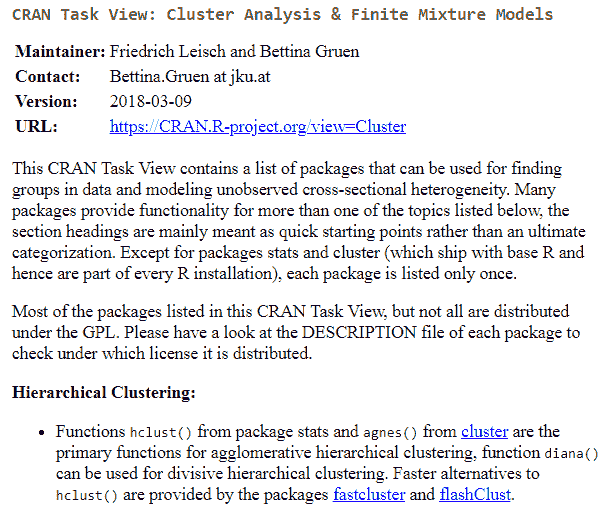 CRAN Task View: Cluster Analysis & Finite Mixture Models
Maintainer: Friedrich Leisch and Bettina Gruen
Contact: Bettina.Gruen at jku.at
Version: 2018-03-09
URL: https://CRAN.R-project.org/view=Cluster
This CRAN Task View contains a list of packages that can be used for finding
groups in data and modeling unobserved cross-sectional heterogeneity. Many
packages provide functionality for more than one of the topics listed below, the
section headings are mainly meant as quick starting points rather than an ultimate
categorization. Except for packages stats and cluster (which ship with base R and
hence are part of every R installation), each package is listed only once.
Most of the packages listed in this CRAN Task View, but not all are distributed
under the GPL. Please have a look at the DESCRIPTION file of each package to
check under which license it is distributed.
Hierarchical Clustering:
• Functions hclust() from package stats and agnes() from cluster are the
primary functions for agglomerative hierarchical clustering, function diana()
can be used for divisive hierarchical clustering. Faster alternatives to
hclust() are provided by the packages fastcluster and flashClust.